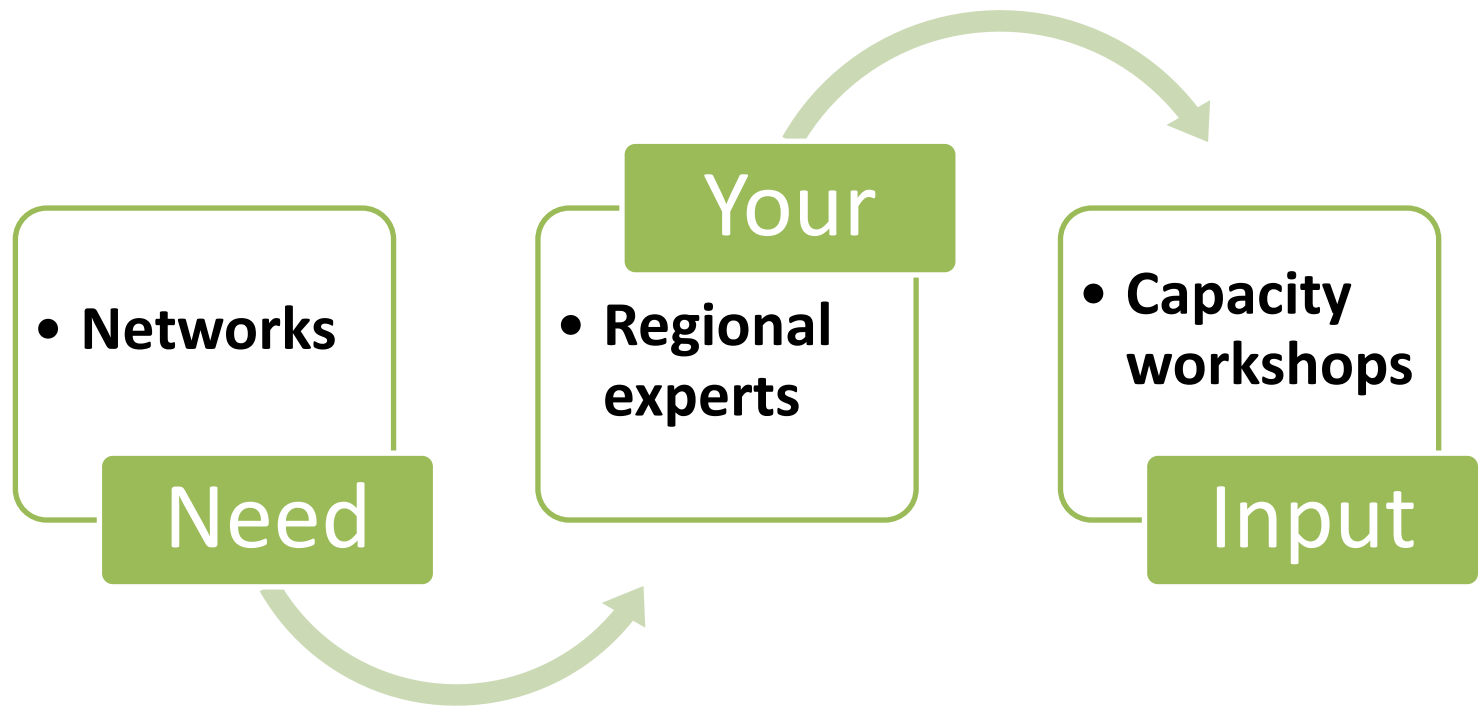 • Networks
Need
Your
• Regional
experts
• Capacity
workshops
Input